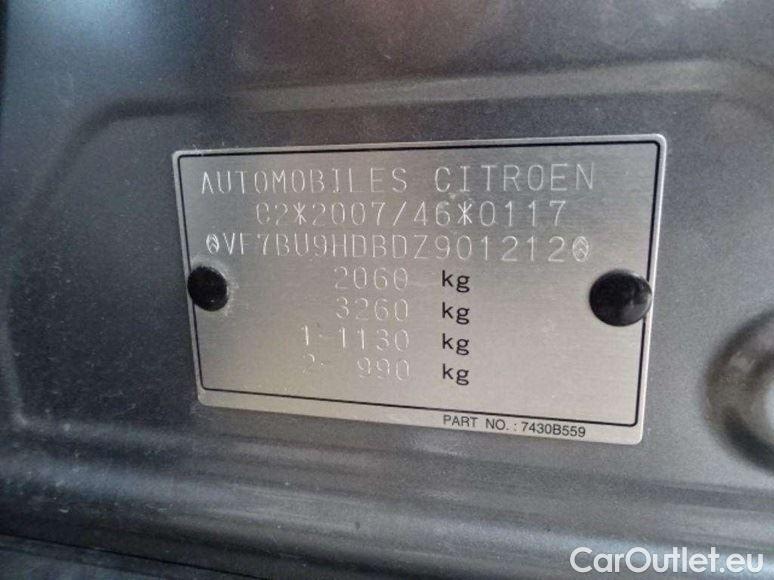 AUTOMOBILES CITROEN
C2*2007/46*0117
VF7BU9HDBDZ901212
2060 kg
3260 kg
1-1130 kg
2- 990 kg
PART NO. : 7430B559
CarOutlet.eu